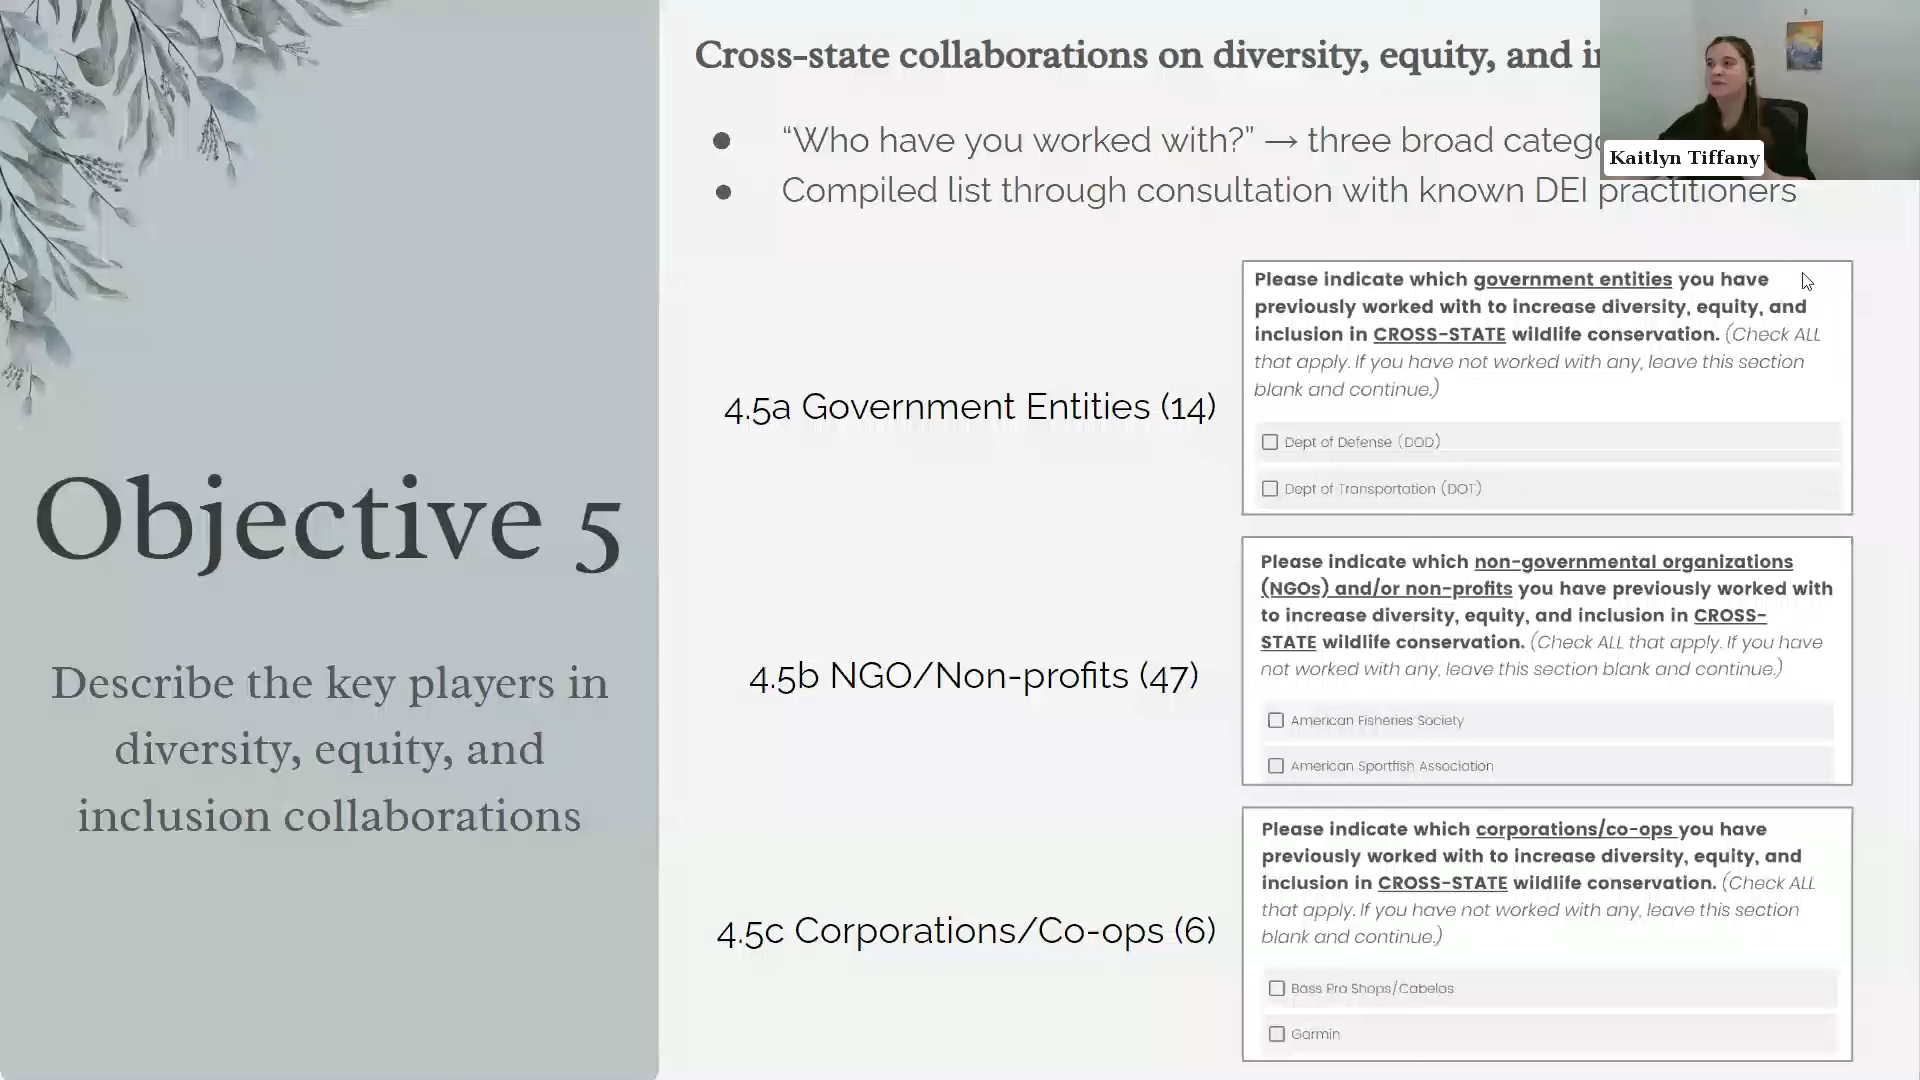 Objective 5
Describe the key players in
diversity, equity, and
inclusion collaborations
Cross-state collaborations on diversity, equity, and
● “Who have you worked with?” → three broad
● Compiled list through consultation with known DEI practitioners
Kaitlyn Tiffany
4.5a Government Entities (14)
Please indicate which government entities you have
previously worked with to increase diversity, equity, and
inclusion in CROSS-STATE wildlife conservation. (Check ALL
that apply. If you have not worked with any, leave this section
blank and continue.)
Dept of Defense (DOD)
Dept of Transportation (DOT)
4.5b NGO/Non-profits (47)
Please indicate which non-governmental organizations
(NGOs) and/or non-profits you have previously worked with
to increase diversity, equity, and inclusion in CROSS-
STATE wildlife conservation. (Check ALL that apply. If you have
not worked with any, leave this section blank and continue.)
American Fisheries Society
American Sportfish Association
4.5c Corporations/Co-ops (6)
Please indicate which corporations/co-ops you have
previously worked with to increase diversity, equity, and
inclusion in CROSS-STATE wildlife conservation. (Check ALL
that apply. If you have not worked with any, leave this section
blank and continue.)
Bass Pro Shops/Cabelas
Garmin